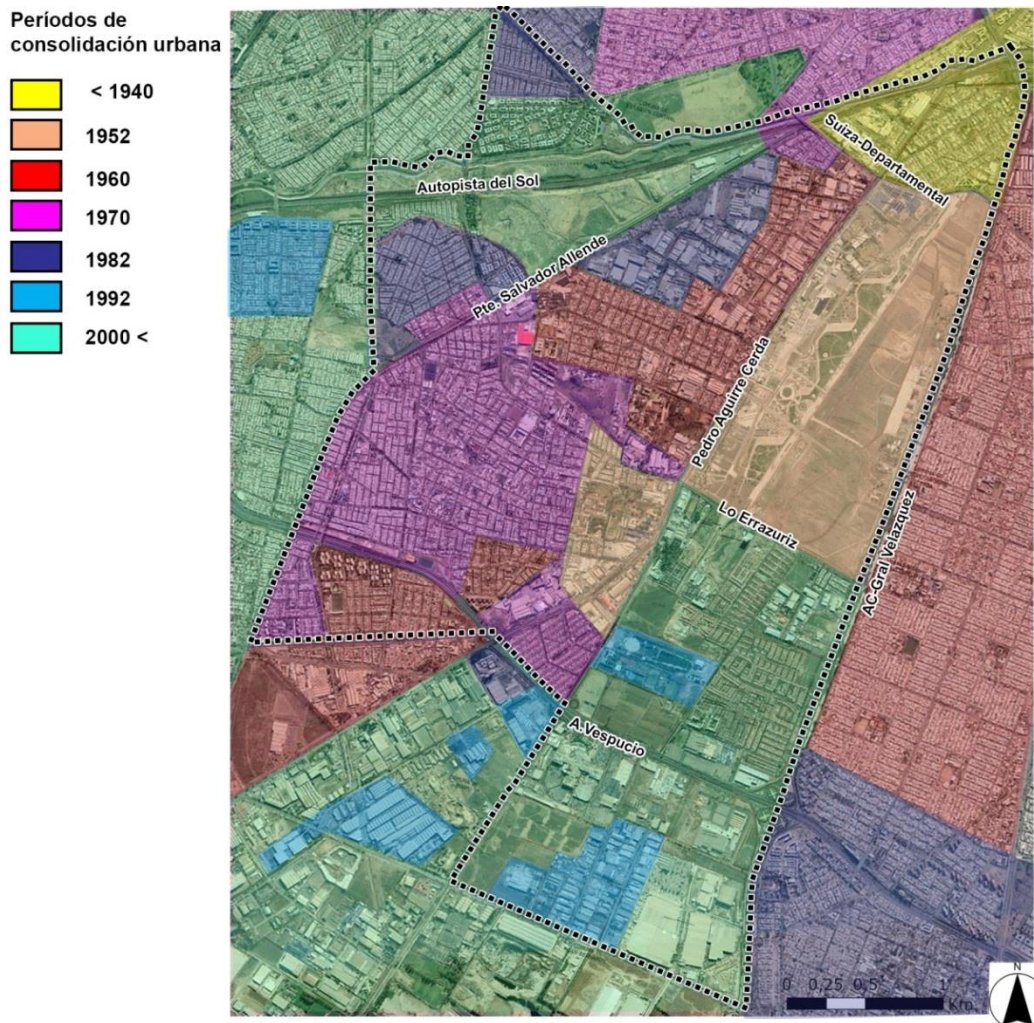 Períodos de
consolidación urbana
< 1940
1952
1960
1970
1982
1992
2000 <
Suiza-Departamental
Autopista del Sol
Pte. Salvador Allende
Pedro Aguirre Cerda
Lo Errazuríz
AC-Gral Velazquez
A.Vespucio
0 0,25 0,5 1
Km
N